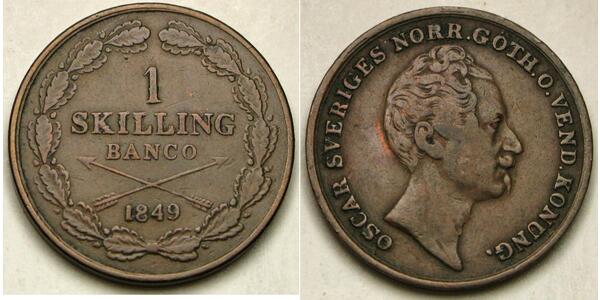 1
SKILLING
BANCO
1849
OSCAR SVERIGES NORR. GÖTH. O. VEND. KONUNG.